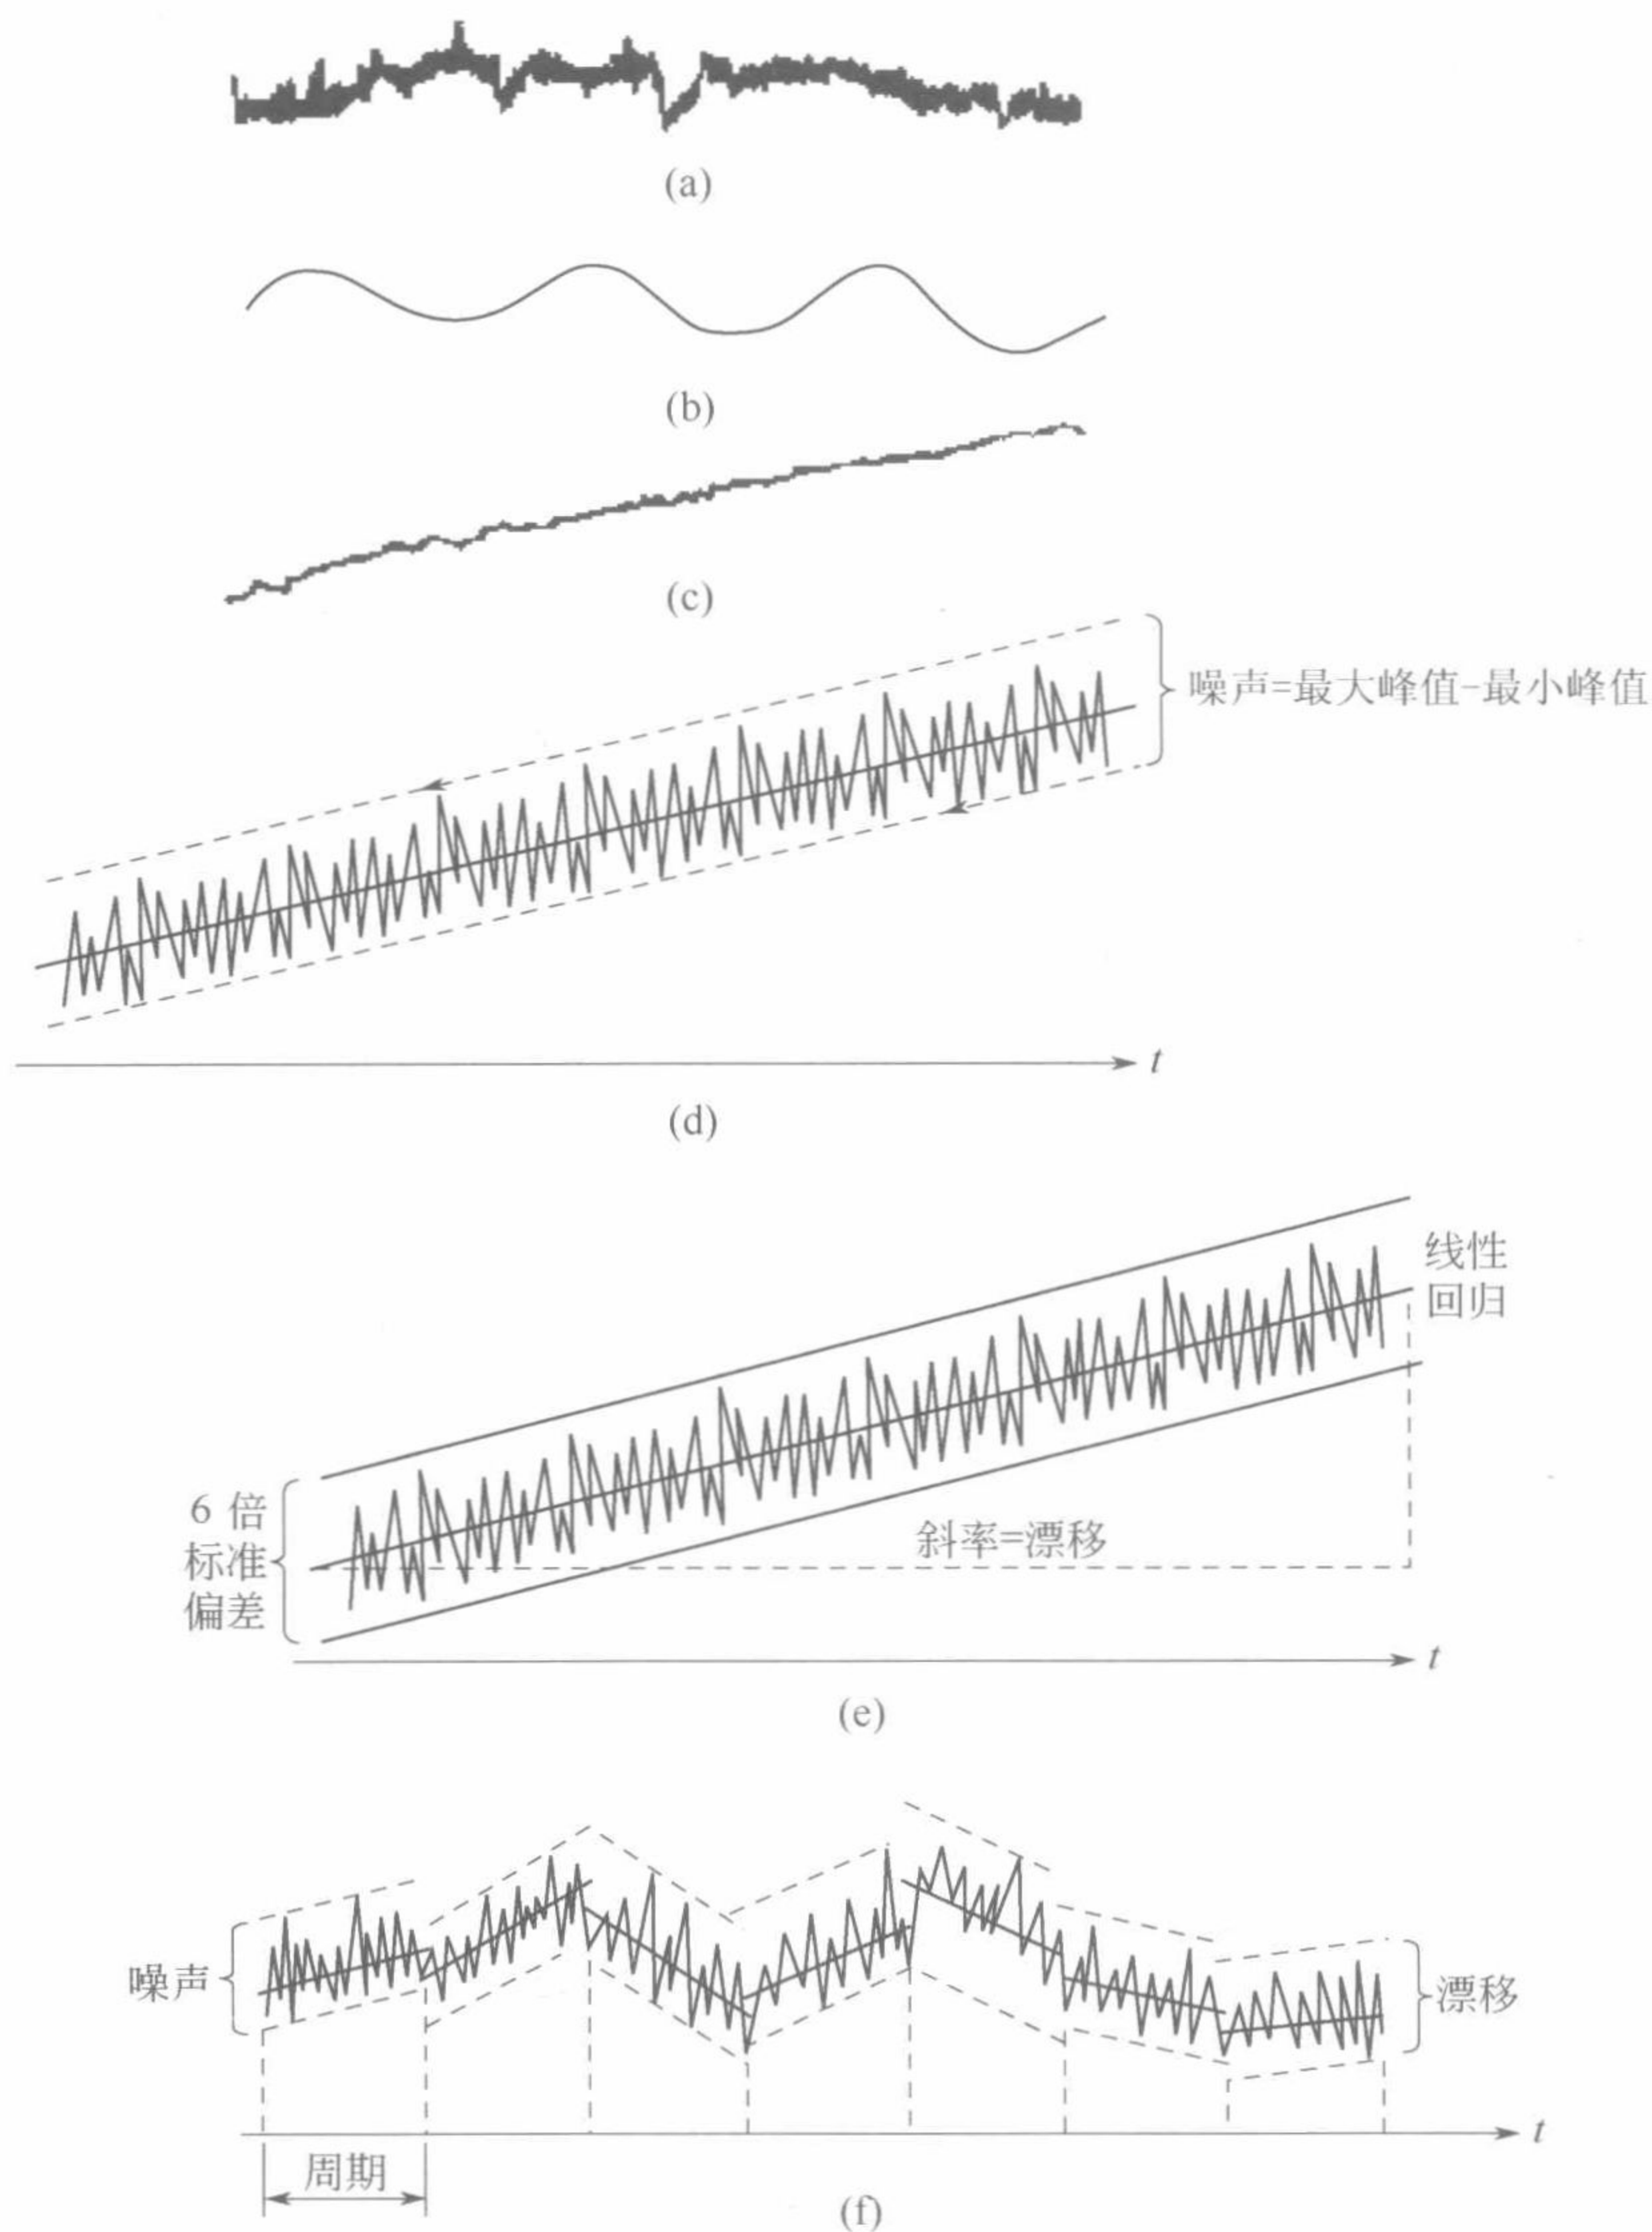 (a)
(b)
(c)
噪声=最大峰值-最小峰值
t
(d)
线性
回归
6 倍
标准
偏差
斜率=漂移
t
(e)
噪声
漂移
t
周期
(f)